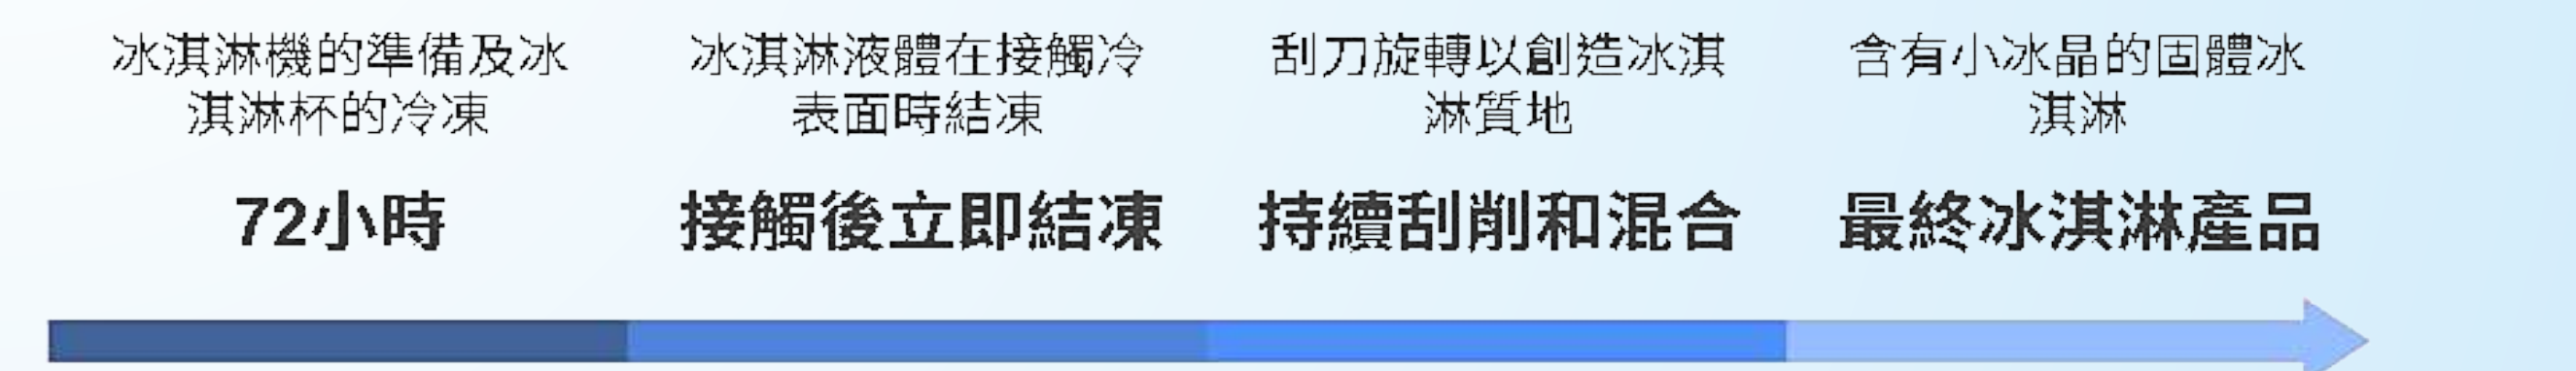 冰淇淋機的準備及冰
淇淋杯的冷凍
72小時
冰淇淋液體在接觸冷
表面時結凍
接觸後立即結凍
刮刀旋轉以創造冰淇
淋質地
持續刮削和混合
含有小冰晶的固體冰
淇淋
最終冰淇淋產品